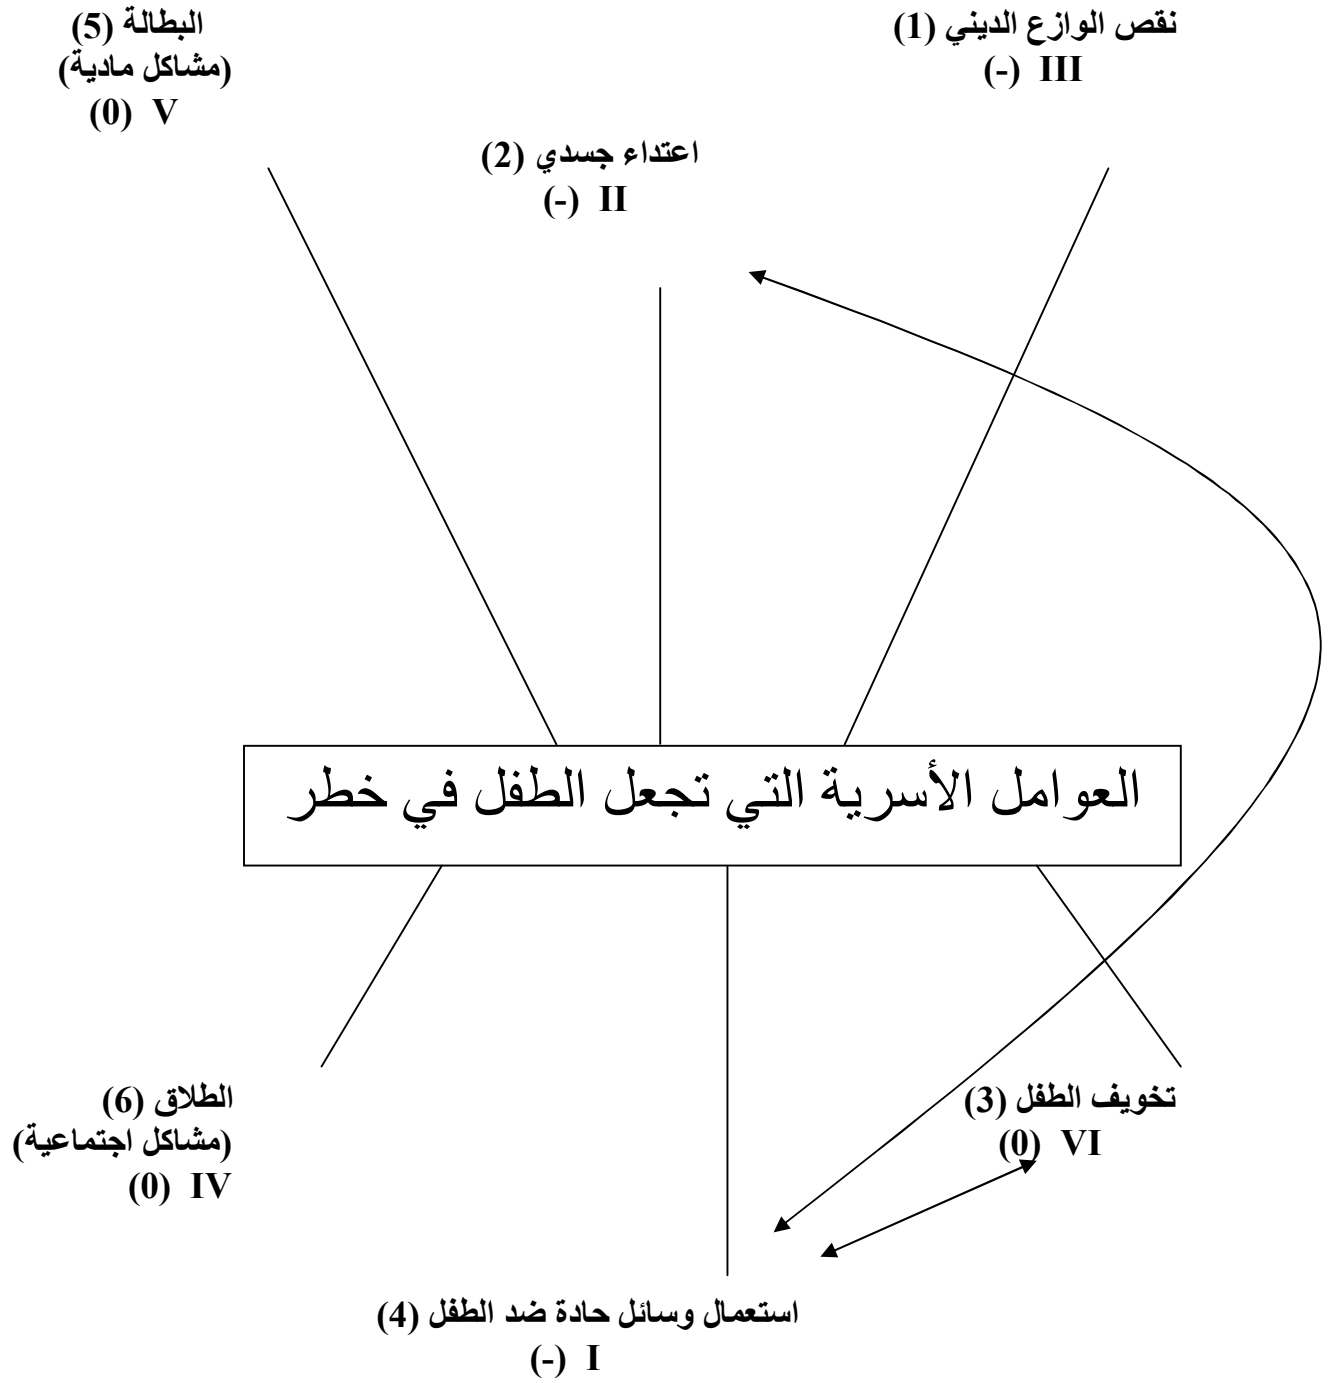 نقص الوازع الديني (1)
(-) III
البطالة (5)
(مشاكل مادية)
(0) V
اعتداء جسدي (2)
(-) II
العوامل الأسرية التي تجعل الطفل في خطر
تخويف الطفل (3)
(0) VI
الطلاق (6)
(مشاكل اجتماعية)
(0) IV
استعمال وسائل حادة ضد الطفل (4)
(-) I